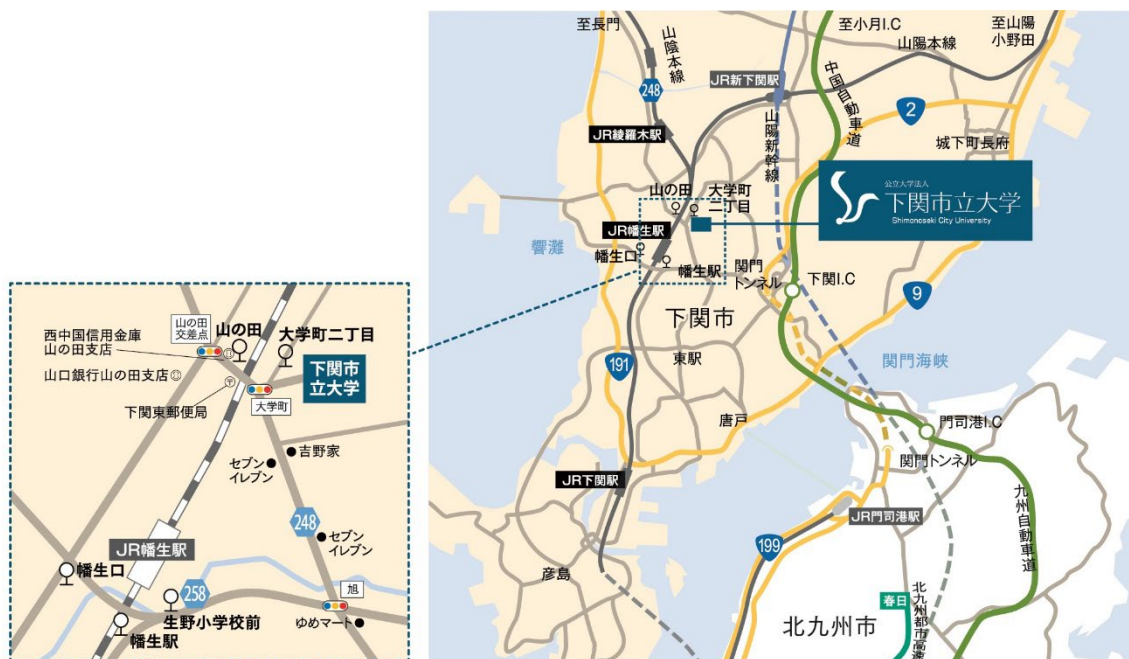 至長門
山陰本線
至小月I.C
至山陽
小野田
山陽本線
JR新下関駅
248
中国自動車道
2
JR綾羅木駅
山陽新幹線
城下町長府
山の田
大学町
二丁目
公立大学法人
下関市立大学
Shimonoseki City University
JR幡生駅
響灘
幡生口
幡生駅
関門
トンネル
下関I.C
9
下関市
191
東駅
関門海峡
唐戸
門司港I.C
関門トンネル
JR下関駅
JR門司港駅
九州自動車道
199
彦島
春日
北九州都市高速
北九州市
西中国信用金庫
山の田支店
山の田
交差点
山の田
大学町二丁目
下関市
立大学
山口銀行山の田支店
下関東郵便局
大学町
吉野家
セブン
イレブン
248
セブン
イレブン
JR幡生駅
幡生口
258
旭
生野小学校前
ゆめマート
幡生駅